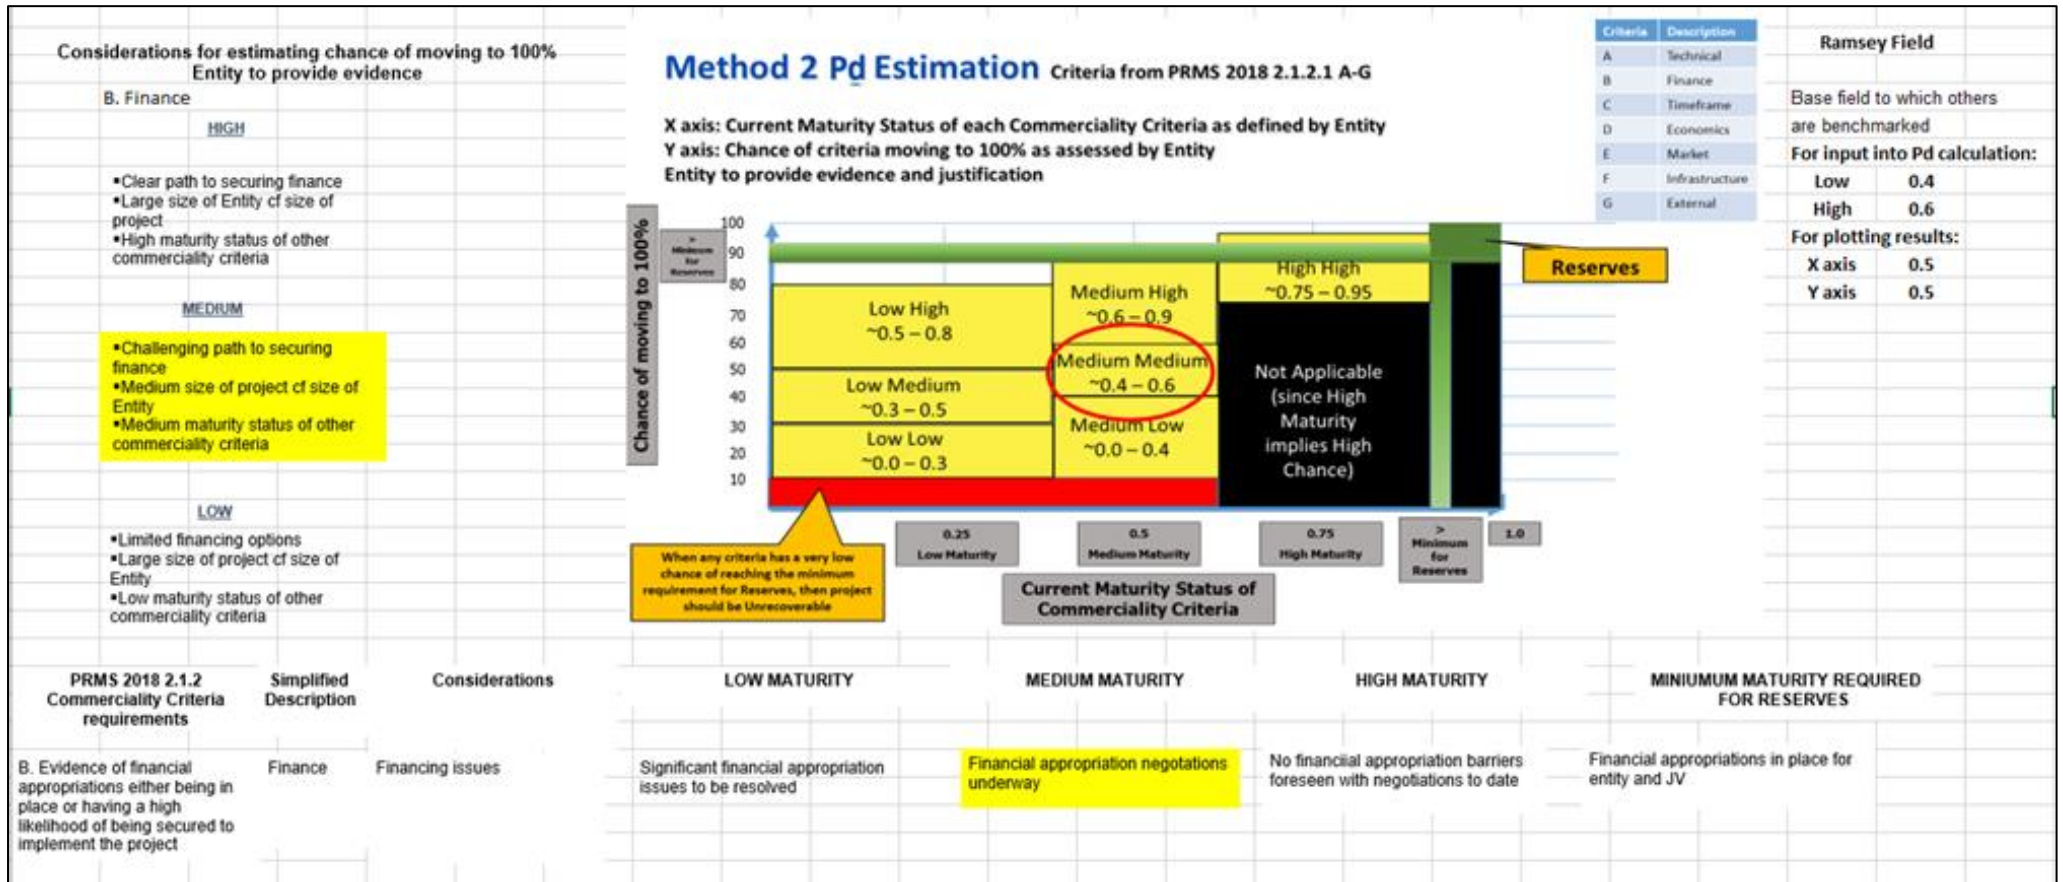 Considerations for estimating chance of moving to 100%
Entity to provide evidence
B. Finance
HIGH
▪Clear path to securing finance
▪Large size of Entity cf size of
project
▪High maturity status of other
commerciality criteria
MEDIUM
▪Challenging path to securing
finance
▪Medium size of project cf size of
Entity
▪Medium maturity status of other
commerciality criteria
LOW
▪Limited financing options
▪Large size of project cf size of
Entity
▪Low maturity status of other
commerciality criteria
Method 2 Pd Estimation Criteria from PRMS 2018 2.1.2.1 A-G
X axis: Current Maturity Status of each Commerciality Criteria as defined by Entity
Y axis: Chance of criteria moving to 100% as assessed by Entity
Entity to provide evidence and justification
Criteria Description
A Technical
B Finance
C Timeframe
D Economics
E Market
F Infrastructure
G External
Ramsey Field
Base field to which others
are benchmarked
For input into Pd calculation:
Low 0.4
High 0.6
For plotting results:
X axis 0.5
Y axis 0.5
Chance of moving to 100%
>
Minimum
for
Reserves
100
90
80
70
60
50
40
30
20
10
Low High
~0.5 – 0.8
Low Medium
~0.3 – 0.5
Low Low
~0.0 – 0.3
Medium High
~0.6 – 0.9
Medium Medium
~0.4 – 0.6
Medium Low
~0.0 – 0.4
High High
~0.75 – 0.95
Not Applicable
(since High
Maturity
implies High
Chance)
Reserves
When any criteria has a very low
chance of reaching the minimum
requirement for Reserves, then project
should be Unrecoverable
0.25
Low Maturity
0.5
Medium Maturity
0.75
High Maturity
>
Minimum
for
Reserves
1.0
Current Maturity Status of
Commerciality Criteria
PRMS 2018 2.1.2
Commerciality Criteria
requirements
Simplified
Description
Considerations
LOW MATURITY
MEDIUM MATURITY
HIGH MATURITY
MINIUMUM MATURITY REQUIRED
FOR RESERVES
B. Evidence of financial
appropriations either being in
place or having a high
likelihood of being secured to
implement the project
Finance
Financing issues
Significant financial appropriation
issues to be resolved
Financial appropriation negotations
underway
No financiial appropriation barriers
foreseen with negotiations to date
Financial appropriations in place for
entity and JV